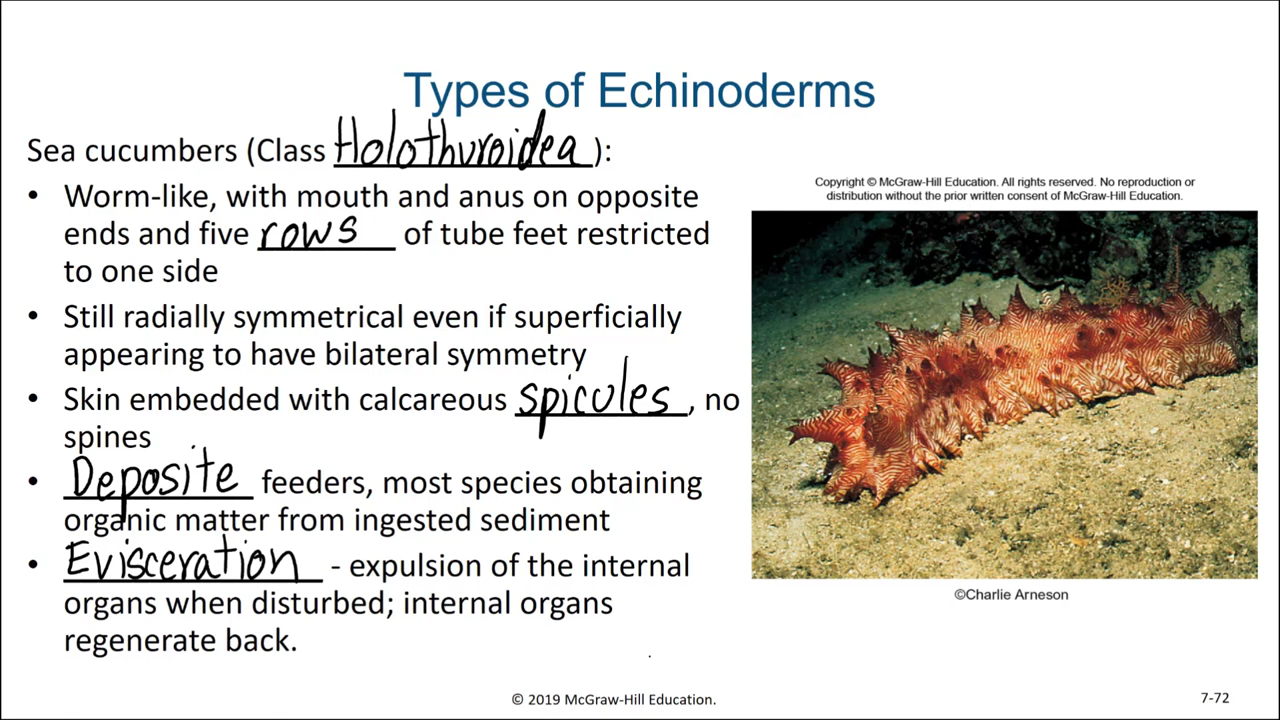 Types of Echinoderms
Sea cucumbers (Class Holothuroidea):
• Worm-like, with mouth and anus on opposite
ends and five rows of tube feet restricted
to one side
• Still radially symmetrical even if superficially
appearing to have bilateral symmetry
• Skin embedded with calcareous spicules, no
spines
• Deposite feeders, most species obtaining
organic matter from ingested sediment
• Evisceration - expulsion of the internal
organs when disturbed; internal organs
regenerate back.
Copyright © McGraw-Hill Education. All rights reserved. No reproduction or
distribution without the prior written consent of McGraw-Hill Education.
©Charlie Arneson
© 2019 McGraw-Hill Education.
7-72